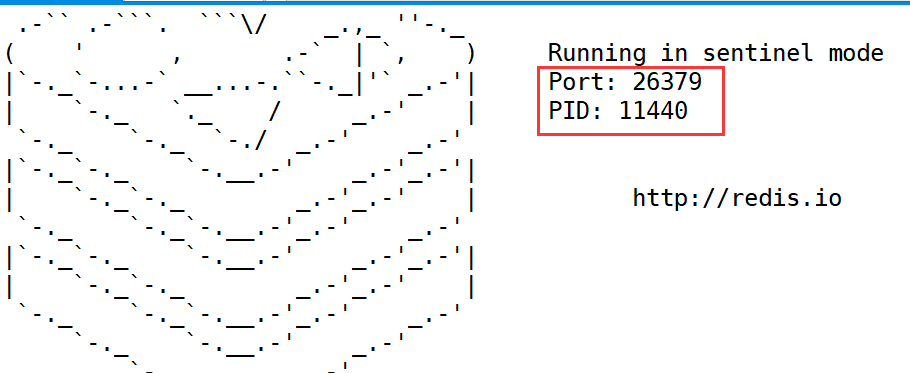 Running in sentinel mode
Port: 26379
PID: 11440
http://redis.io